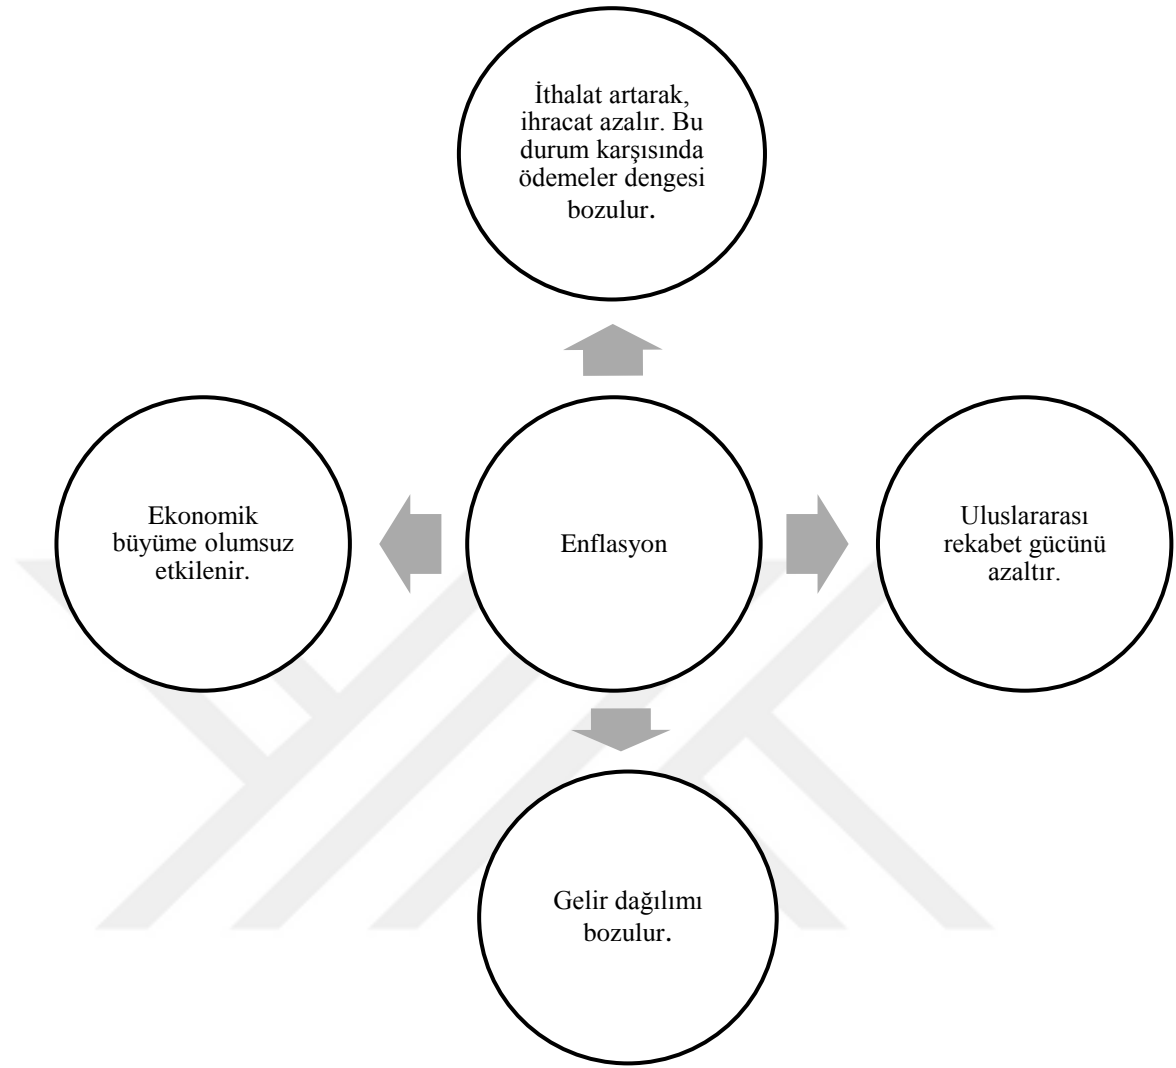 İthalat artarak,
ihracat azalır. Bu
durum karşısında
ödemeler dengesi
bozulur.
Ekonomik
büyüme olumsuz
etkilenir.
Enflasyon
Uluslararası
rekabet gücünü
azaltır.
Gelir dağılımı
bozulur.